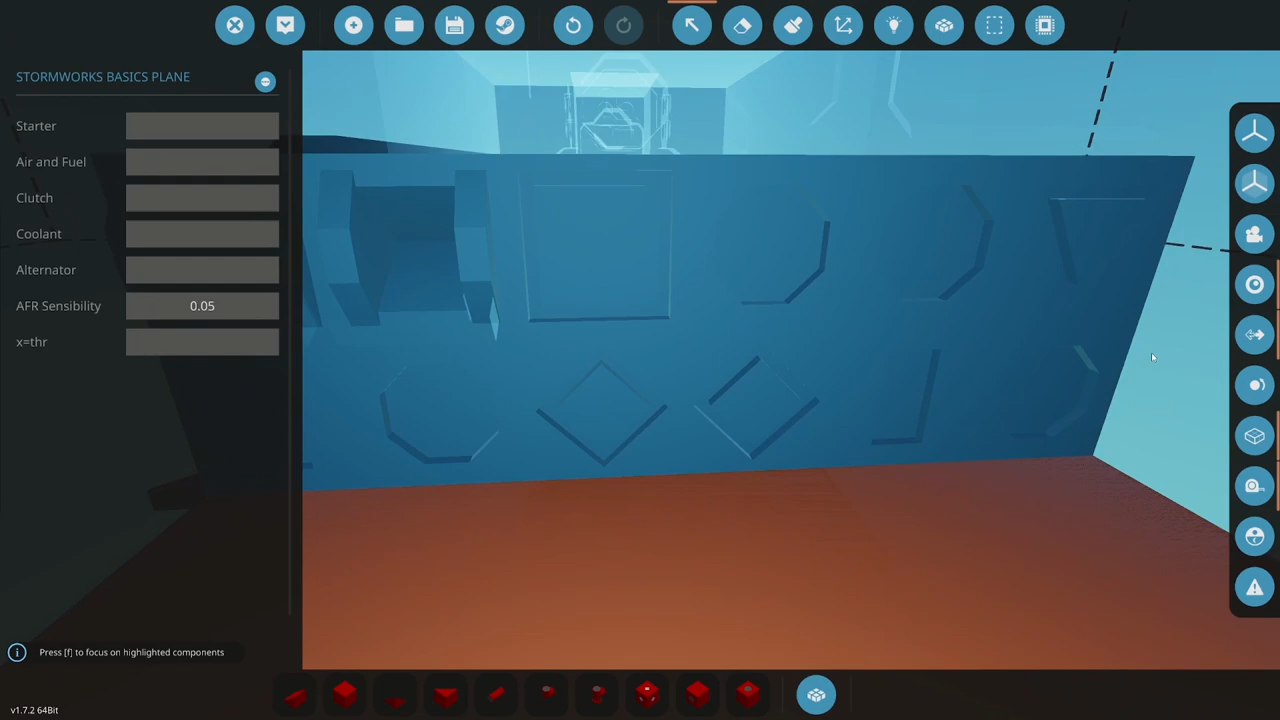 STORMWORKS BASICS PLANE
Starter
Air and Fuel
Clutch
Coolant
Alternator
AFR Sensibility 0.05
x=thr
Press [f] to focus on highlighted components
v1.7.2 64Bit